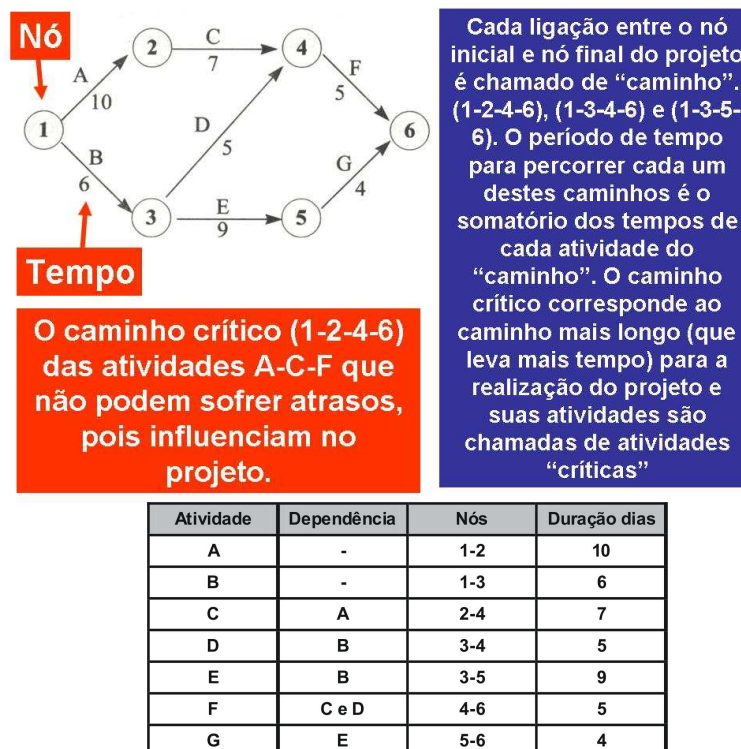 Nó
2
C
7
4
A
10
F
5
1
D
5
6
B
6
G
4
3
E
9
5
Tempo
O caminho crítico (1-2-4-6)
das atividades A-C-F que
não podem sofrer atrasos,
pois influenciam no
projeto.
Cada ligação entre o nó
inicial e nó final do projeto
é chamado de “caminho”.
(1-2-4-6), (1-3-4-6) e (1-3-5-
6). O período de tempo
para percorrer cada um
destes caminhos é o
somatório dos tempos de
cada atividade do
“caminho”. O caminho
crítico corresponde ao
caminho mais longo (que
leva mais tempo) para a
realização do projeto e
suas atividades são
chamadas de atividades
“críticas”
Atividade Dependência Nós Duração dias
A - 1-2 10
B - 1-3 6
C A 2-4 7
D B 3-4 5
E B 3-5 9
F C e D 4-6 5
G E 5-6 4